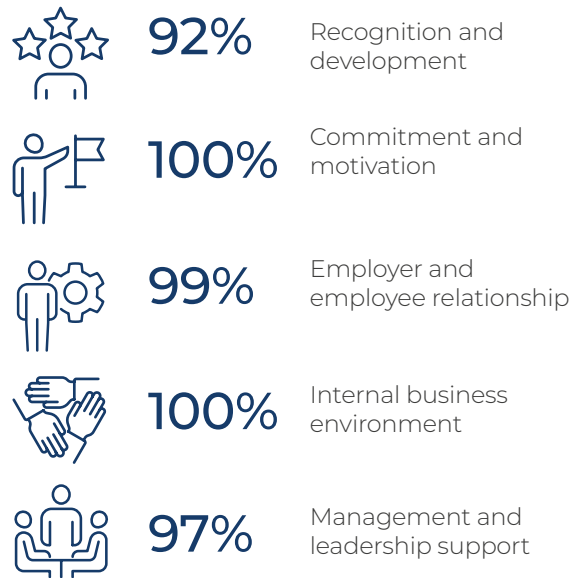 92%
Recognition and
development
100%
Commitment and
motivation
99%
Employer and
employee relationship
100%
Internal business
environment
97%
Management and
leadership support